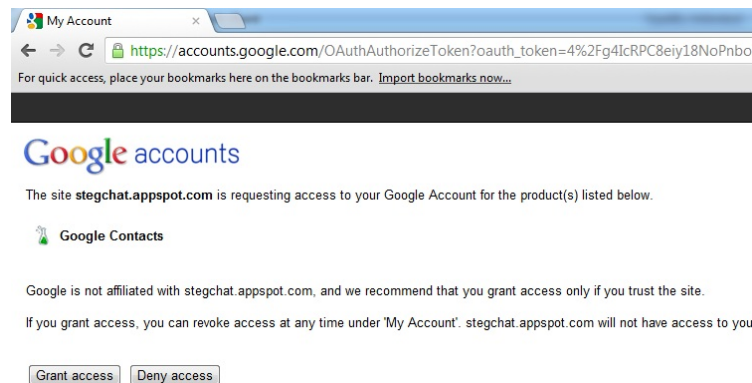 My Account
https://accounts.google.com/OAuthAuthorizeToken?oauth_token=4%2Fg4IcRPC8eiy18NoPnbo
For quick access, place your bookmarks here on the bookmarks bar. Import bookmarks now...
Google accounts
The site stegchat.appspot.com is requesting access to your Google Account for the product(s) listed below.
Google Contacts
Google is not affiliated with stegchat.appspot.com, and we recommend that you grant access only if you trust the site.
If you grant access, you can revoke access at any time under 'My Account'. stegchat.appspot.com will not have access to you
Grant access Deny access